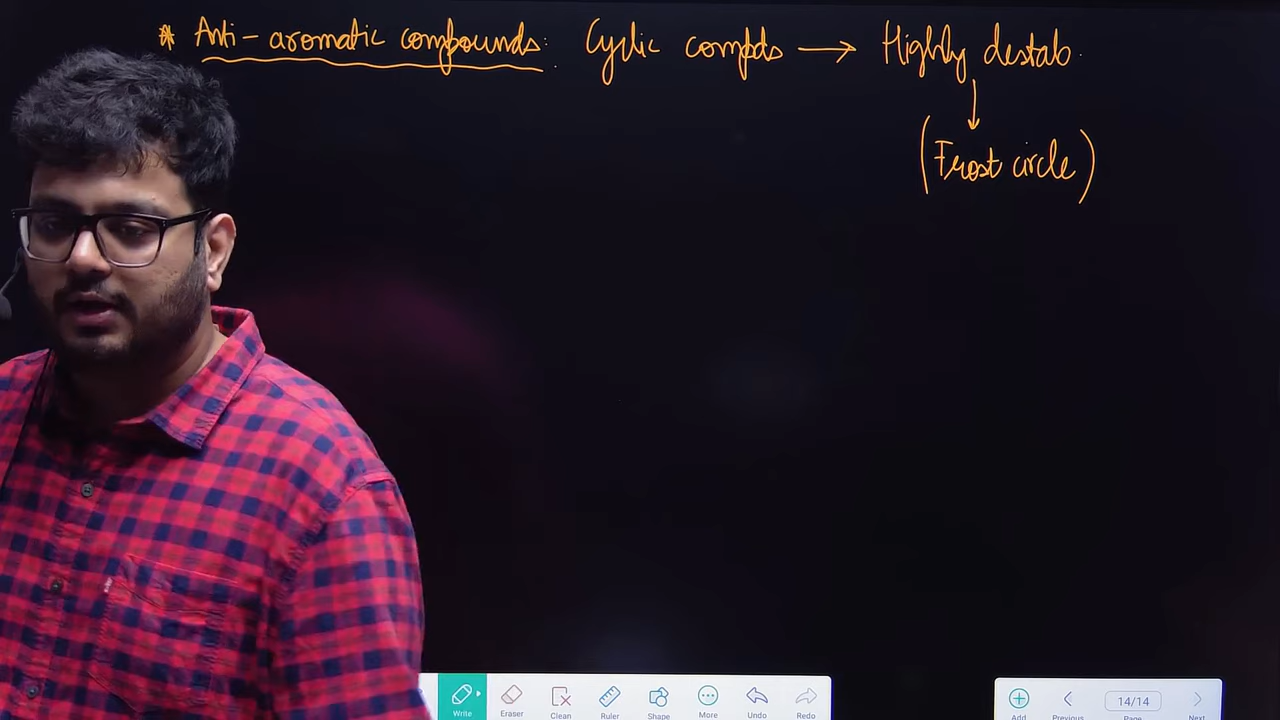 * Anti-aromatic compounds: Cyclic compds → Highly destab.
↓
(Frost circle)
Write Eraser Clean Ruler Shape More Undo Redo Add Previous 14/14 Page Next